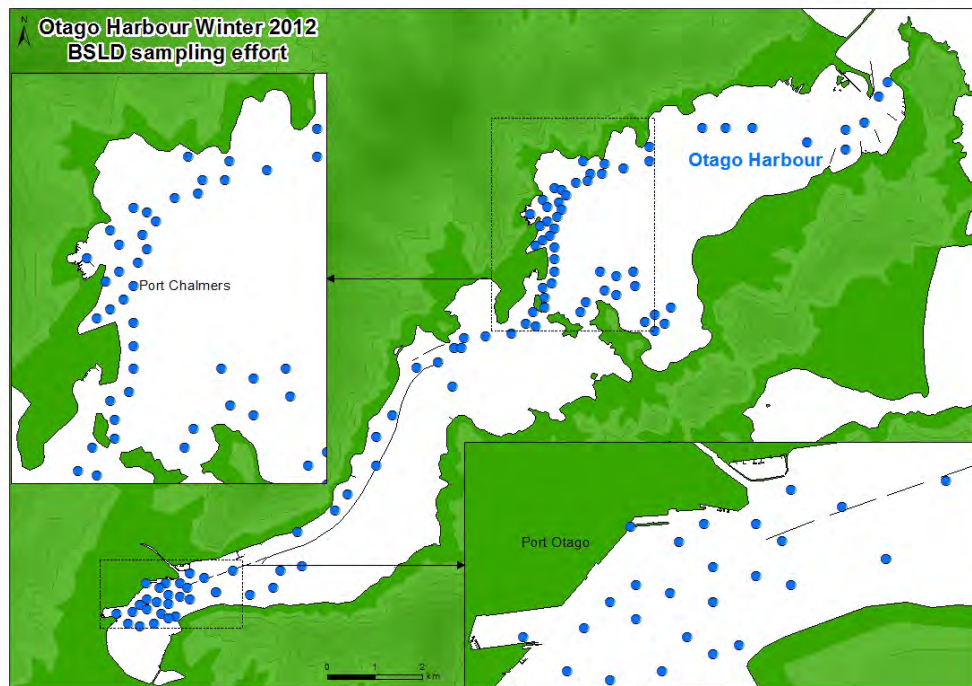 Otago Harbour Winter 2012
BSLD sampling effort
N
Otago Harbour
Port Chalmers
Port Otago
0 1 2
km